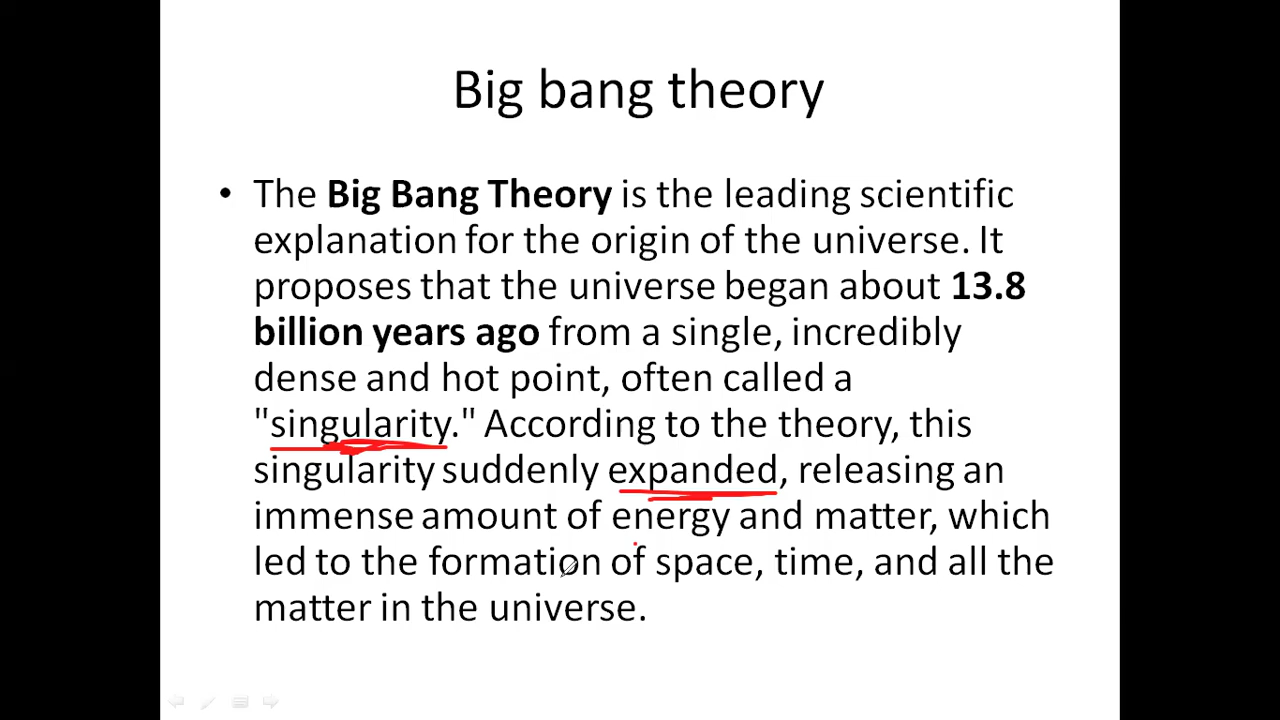 Big bang theory
• The Big Bang Theory is the leading scientific
explanation for the origin of the universe. It
proposes that the universe began about 13.8
billion years ago from a single, incredibly
dense and hot point, often called a
"singularity." According to the theory, this
singularity suddenly expanded, releasing an
immense amount of energy and matter, which
led to the formation of space, time, and all the
matter in the universe.